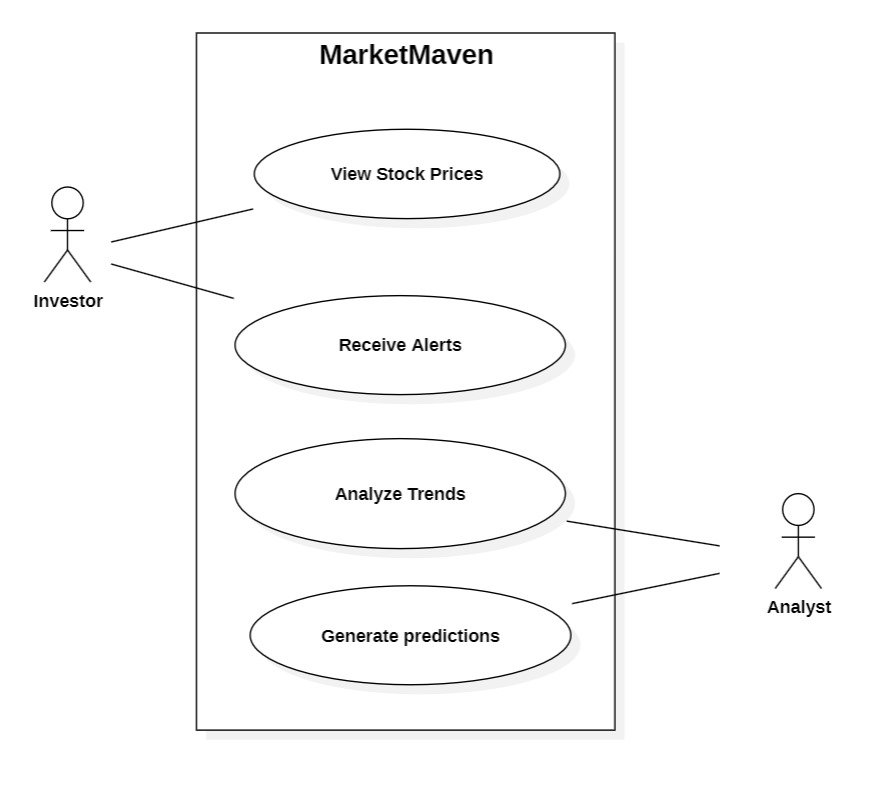 MarketMaven
View Stock Prices
Investor
Receive Alerts
Analyze Trends
Analyst
Generate predictions